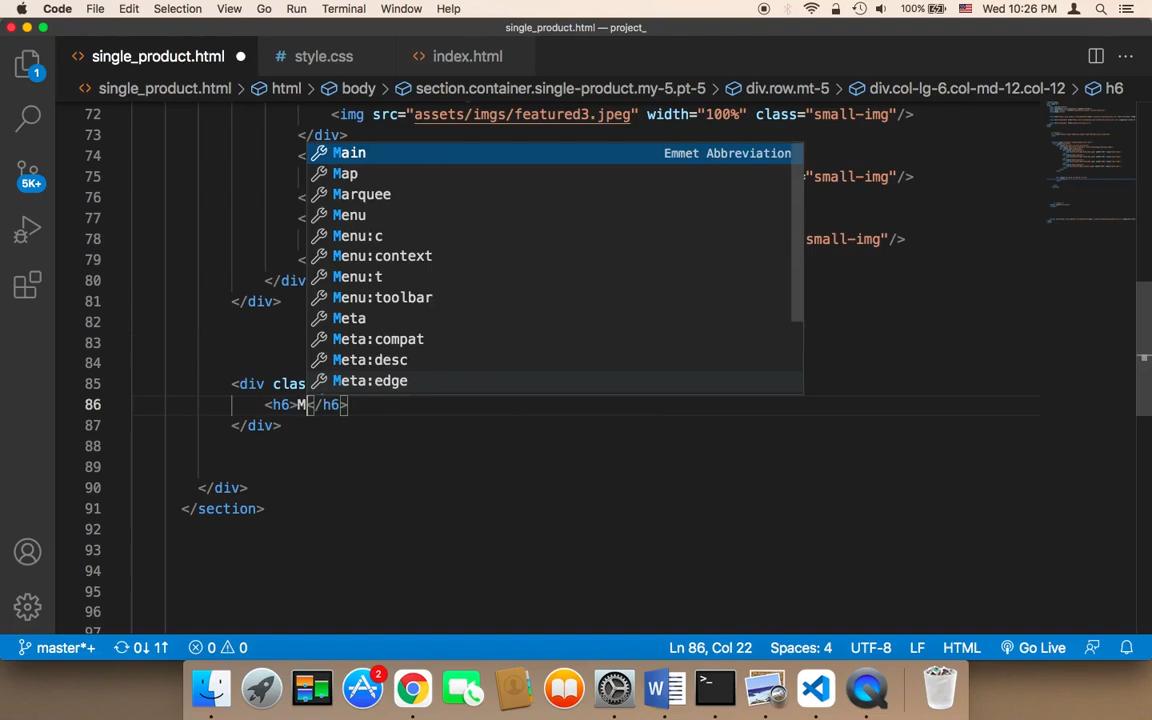 Code File Edit Selection View Go Run Terminal Window Help 100% Wed 10:26 PM
single_product.html — project_
single_product.html style.css index.html
single_product.html > html > body > section.container.single-product.my-5.pt-5 > div.row.mt-5 > div.col-lg-6.col-md-12.col-12 > h6
1
5K+
72 <img src="assets/imgs/featured3.jpeg" width="100%" class="small-img"/>
73 </div>
74 <
Main Emmet Abbreviation
75 ="small-img"/>
Map
76 <
Marquee
77 <
Menu
78 small-img"/>
Menu:c
79 <
Menu:context
80 </div
Menu:t
81 </div>
Menu:toolbar
82
Meta
83
Meta:compat
84
Meta:desc
85 <div clas
Meta:edge
86 <h6>M</h6>
87 </div>
88
89
90 </div>
91 </section>
92
93
94
95
96
97
master*+ 0↓ 1↑ 0 0 Ln 86, Col 22 Spaces: 4 UTF-8 LF HTML Go Live
2